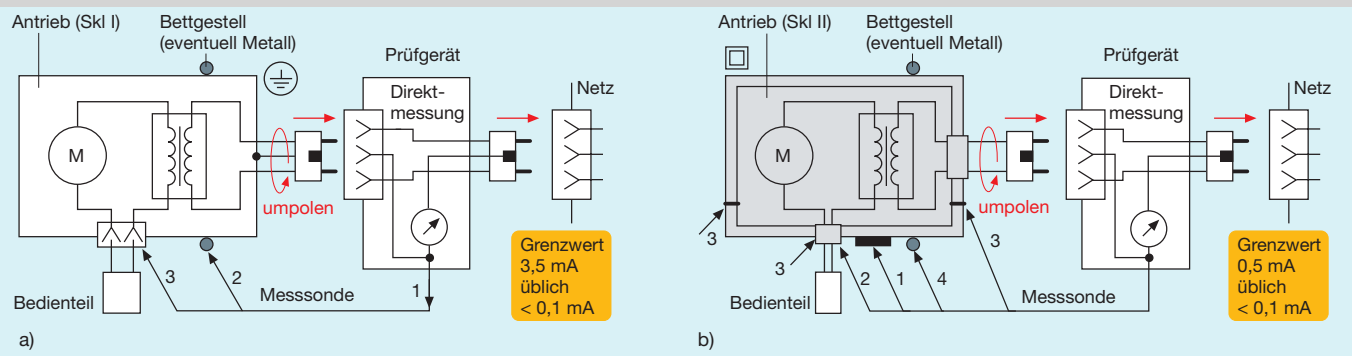 Antrieb (Skl I)
Bettgestell
(eventuell Metall)
Prüfgerät
Direkt-
messung
Netz
M
umpolen
3
2
1
Bedienteil
Messsonde
Grenzwert
3,5 mA
üblich
< 0,1 mA
a)
Antrieb (Skl II)
Bettgestell
(eventuell Metall)
Prüfgerät
Direkt-
messung
Netz
M
umpolen
3
3
3
2
1
4
Bedienteil
Messsonde
Grenzwert
0,5 mA
üblich
< 0,1 mA
b)